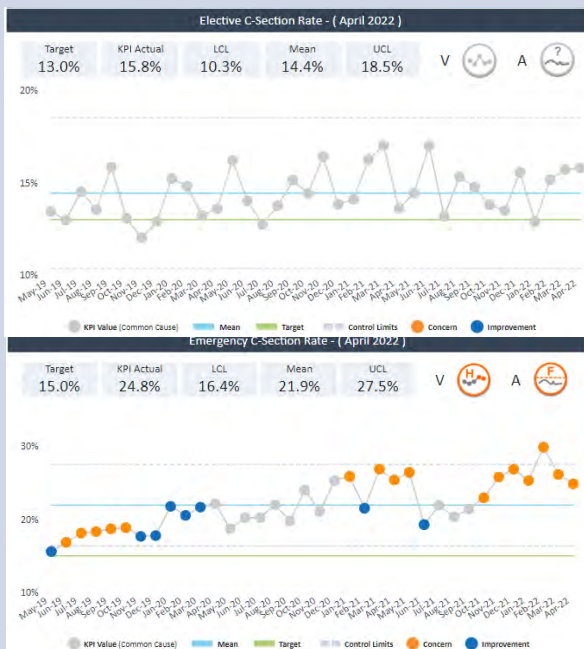 Elective C-Section Rate - ( April 2022 )
Target KPI Actual LCL Mean UCL
13.0% 15.8% 10.3% 14.4% 18.5%
V A ?
20%
15%
10%
May-19 Jun-19 Jul-19 Aug-19 Sep-19 Oct-19 Nov-19 Dec-19 Jan-20 Feb-20 Mar-20 Apr-20 May-20 Jun-20 Jul-20 Aug-20 Sep-20 Oct-20 Nov-20 Dec-20 Jan-21 Feb-21 Mar-21 Apr-21 May-21 Jun-21 Jul-21 Aug-21 Sep-21 Oct-21 Nov-21 Dec-21 Jan-22 Feb-22 Mar-22 Apr-22
KPI Value (Common Cause) Mean Target Control Limits Concern Improvement
Emergency C-Section Rate - ( April 2022 )
Target KPI Actual LCL Mean UCL
15.0% 24.8% 16.4% 21.9% 27.5%
V H A F
30%
20%
10%
May-19 Jun-19 Jul-19 Aug-19 Sep-19 Oct-19 Nov-19 Dec-19 Jan-20 Feb-20 Mar-20 Apr-20 May-20 Jun-20 Jul-20 Aug-20 Sep-20 Oct-20 Nov-20 Dec-20 Jan-21 Feb-21 Mar-21 Apr-21 May-21 Jun-21 Jul-21 Aug-21 Sep-21 Oct-21 Nov-21 Dec-21 Jan-22 Feb-22 Mar-22 Apr-22
KPI Value (Common Cause) Mean Target Control Limits Concern Improvement